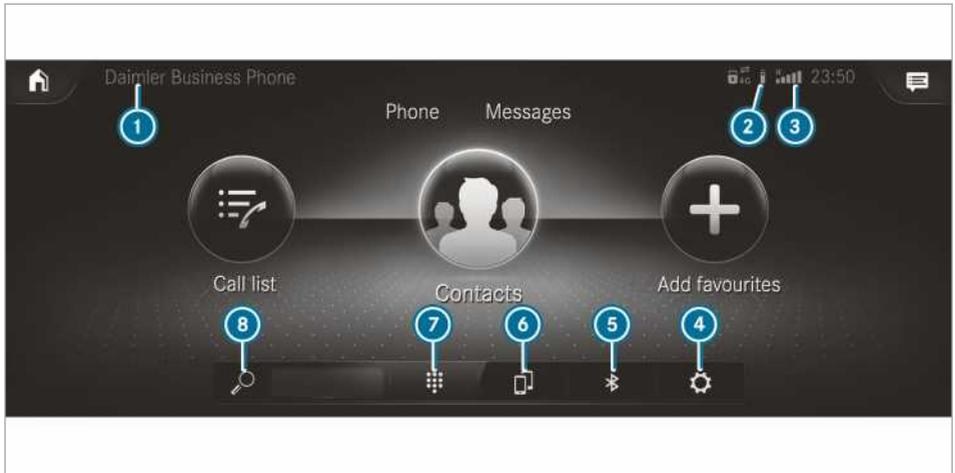 Daimler Business Phone 4G 23:50
1 2 3
Phone Messages
Call list Contacts Add favourites
8 7 6 5 4